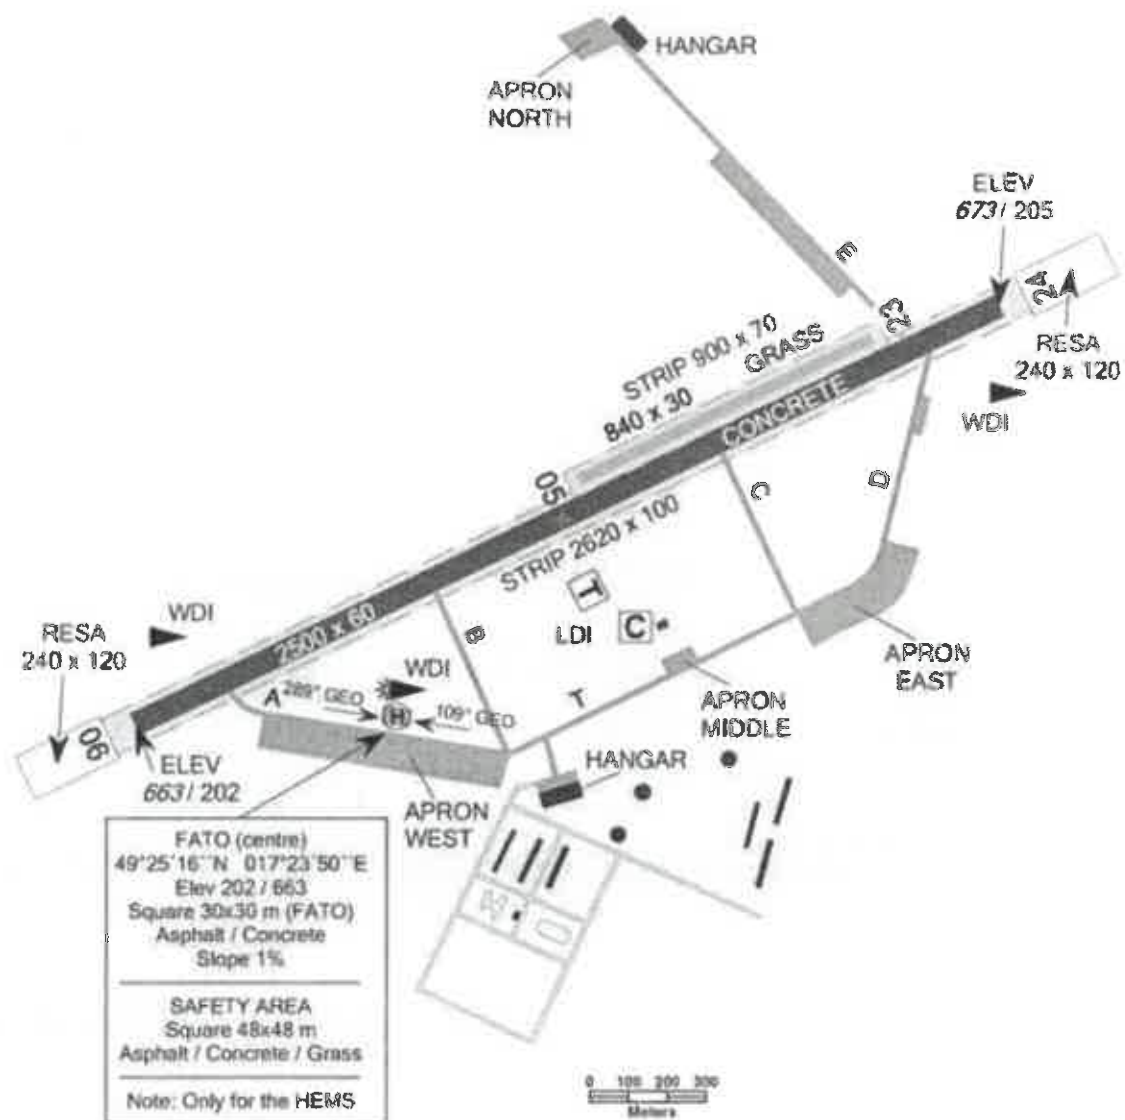 HANGAR
APRON
NORTH
ELEV
673/ 205
E
24
23
RESA
240 x 120
STRIP 900 x 70
GRASS
840 x 30
CONCRETE
WDI
05
C
D
STRIP 2620 x 100
T
WDI
B
LDI
C
RESA
240 x 120
2500 x 60
WDI
APRON
EAST
A
289° GEO
H
109° GEO
T
APRON
MIDDLE
06
ELEV
663/ 202
HANGAR
APRON
WEST
FATO (centre)
49°25´16´´N 017°23´50´´E
Elev 202 / 663
Square 30x30 m (FATO)
Asphalt / Concrete
Slope 1%
SAFETY AREA
Square 48x48 m
Asphalt / Concrete / Grass
Note: Only for the HEMS
0 100 200 300
Meters